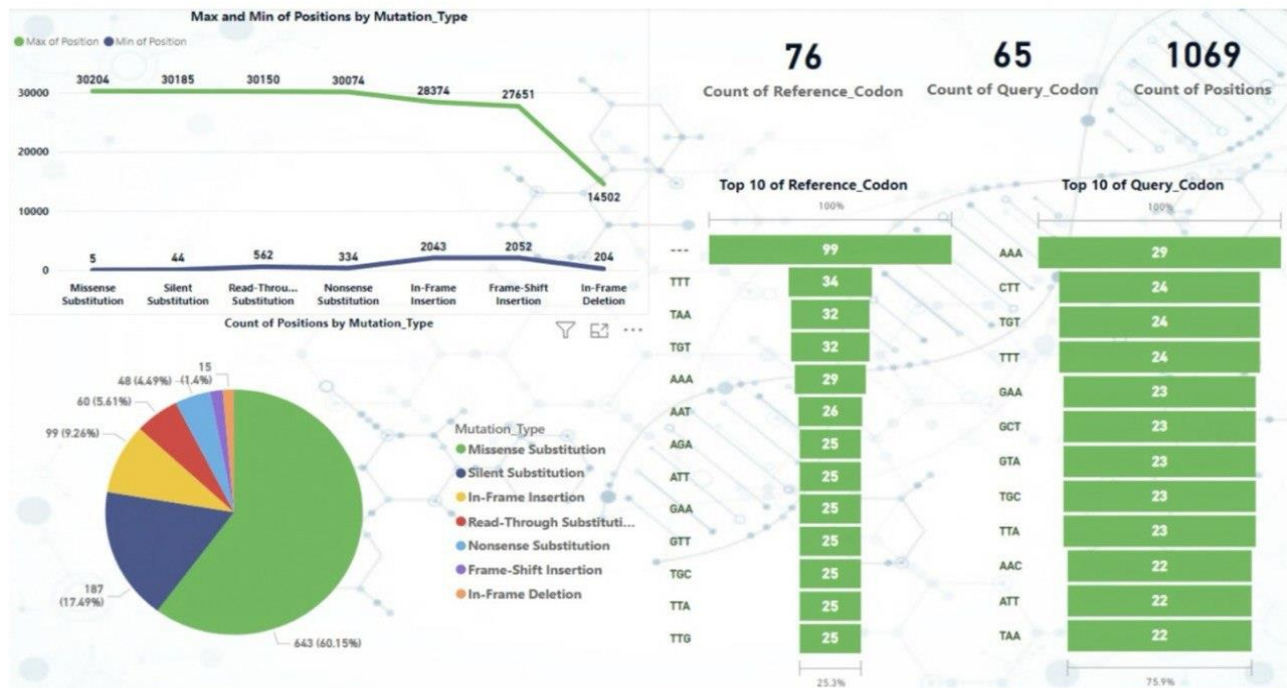 Max and Min of Positions by Mutation_Type
Max of Position Min of Position
30204 30185 30150 30074 28374 27651
30000
20000
14502
10000
5 44 562 334 2043 2052 204
0
Missense Silent Read-Throu... Nonsense In-Frame Frame-Shift In-Frame
Substitution Substitution Substitution Substitution Insertion Insertion Deletion
76 65 1069
Count of Reference_Codon Count of Query_Codon Count of Positions
Count of Positions by Mutation_Type
15
48 (4.49%) (1.4%)
60 (5.61%)
99 (9.26%)
187
(17.49%)
643 (60.15%)
Mutation_Type
Missense Substitution
Silent Substitution
In-Frame Insertion
Read-Through Substituti...
Nonsense Substitution
Frame-Shift Insertion
In-Frame Deletion
Top 10 of Reference_Codon
100%
--- 99
TTT 34
TAA 32
TGT 32
AAA 29
AAT 26
AGA 25
ATT 25
GAA 25
GTT 25
TGC 25
TTA 25
TTG 25
25.3%
Top 10 of Query_Codon
100%
AAA 29
CTT 24
TGT 24
TTT 24
GAA 23
GCT 23
GTA 23
TGC 23
TTA 23
AAC 22
ATT 22
TAA 22
75.9%